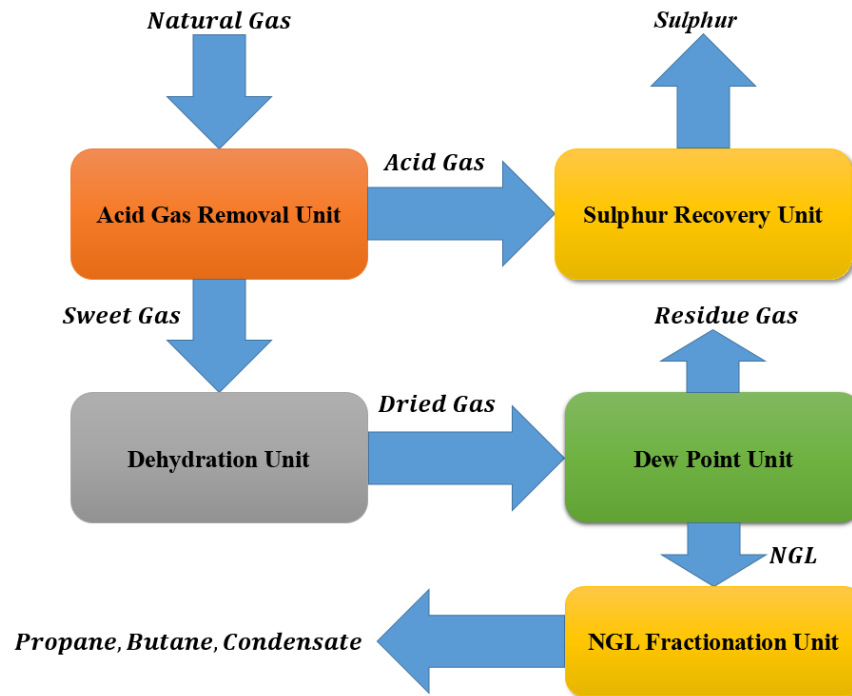 Natural Gas
Sulphur
Acid Gas
Acid Gas Removal Unit
Sulphur Recovery Unit
Sweet Gas
Residue Gas
Dried Gas
Dehydration Unit
Dew Point Unit
NGL
Propane, Butane, Condensate
NGL Fractionation Unit